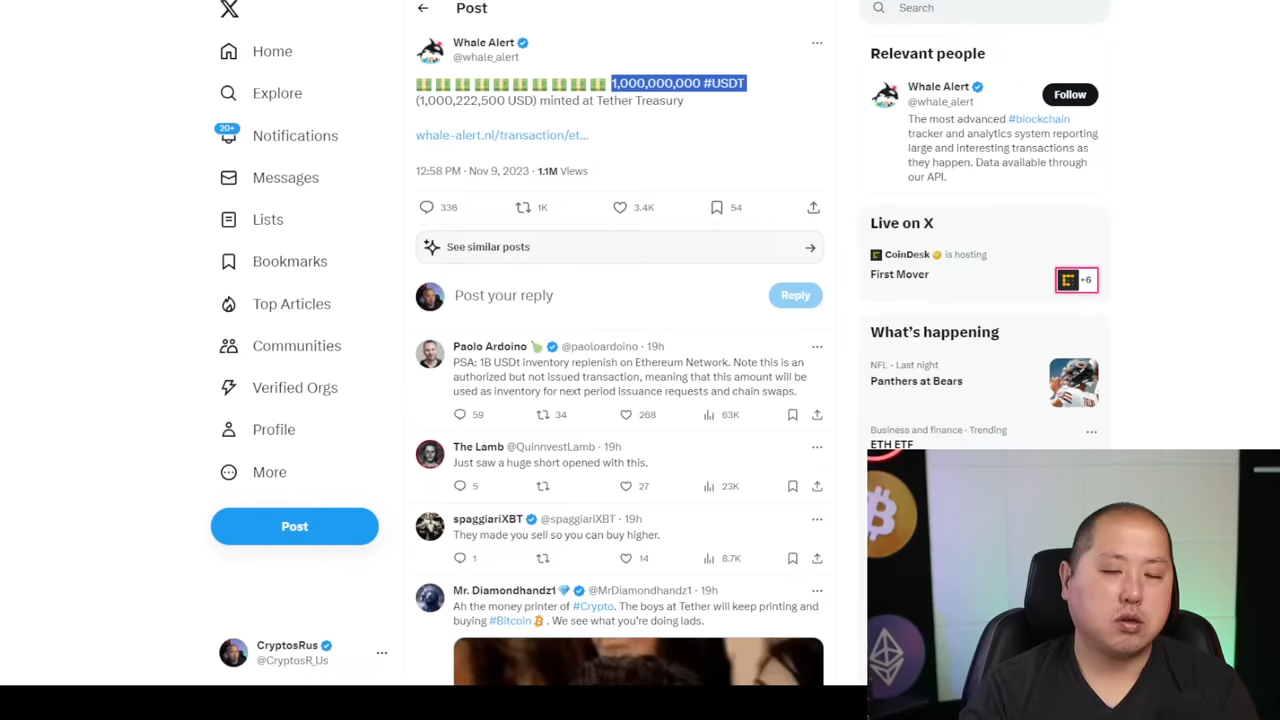 Post
Search
Home
Explore
20+
Notifications
Messages
Lists
Bookmarks
Top Articles
Communities
Verified Orgs
Profile
More
Post
CryptosRus
@CryptosR_Us
Whale Alert
@whale_alert
1,000,000,000 #USDT
(1,000,222,500 USD) minted at Tether Treasury
whale-alert.nl/transaction/et...
12:58 PM · Nov 9, 2023 · 1.1M Views
336 1K 3.4K 54
See similar posts
Post your reply
Reply
Paolo Ardoino @paoloardoino · 19h
PSA: 1B USDt inventory replenish on Ethereum Network. Note this is an
authorized but not issued transaction, meaning that this amount will be
used as inventory for next period issuance requests and chain swaps.
59 34 268 63K
The Lamb @QuinnvestLamb · 19h
Just saw a huge short opened with this.
5 27 23K
spaggiariXBT @spaggiariXBT · 19h
They made you sell so you can buy higher.
1 14 8.7K
Mr. Diamondhandz1 @MrDiamondhandz1 · 19h
Ah the money printer of #Crypto. The boys at Tether will keep printing and
buying #Bitcoin. We see what you're doing lads.
Relevant people
Whale Alert
@whale_alert
Follow
The most advanced #blockchain
tracker and analytics system reporting
large and interesting transactions as
they happen. Data available through
our API.
Live on X
CoinDesk is hosting
First Mover
+6
What's happening
NFL · Last night
Panthers at Bears
Business and finance · Trending
ETH ETF